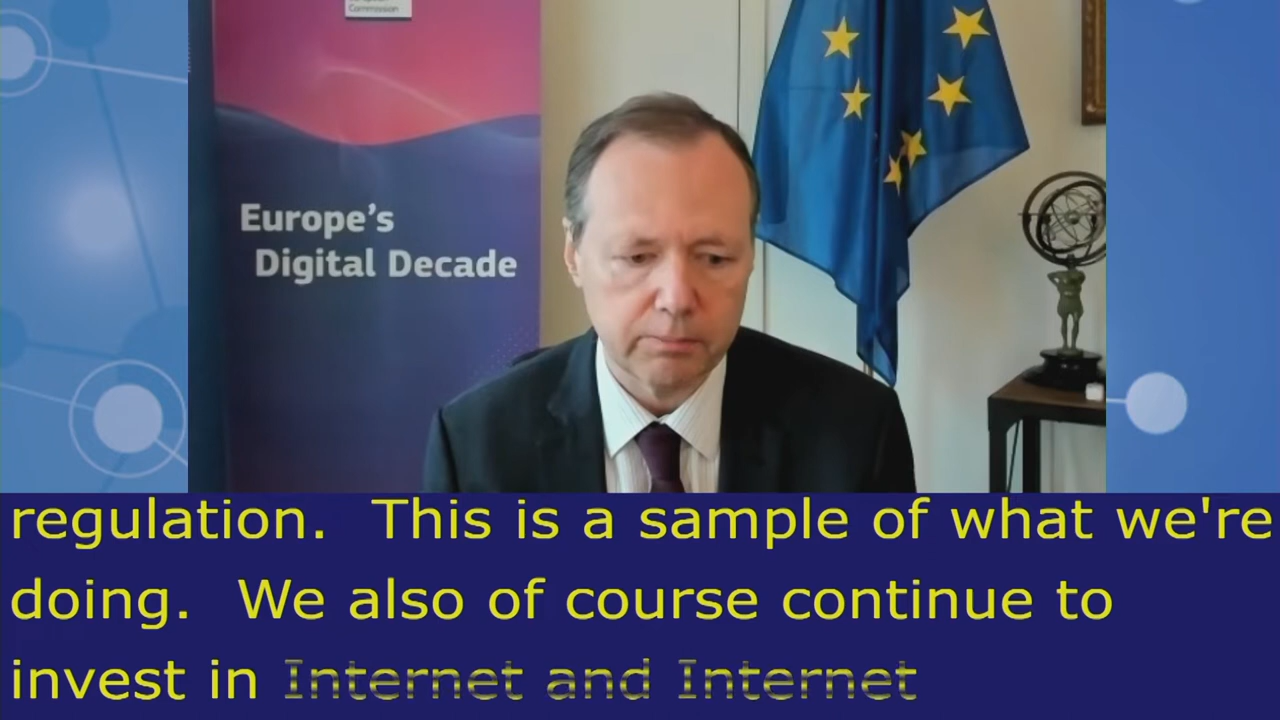 Commission
Europe's
Digital Decade
regulation.  This is a sample of what we're
doing.  We also of course continue to
invest in Internet and Internet